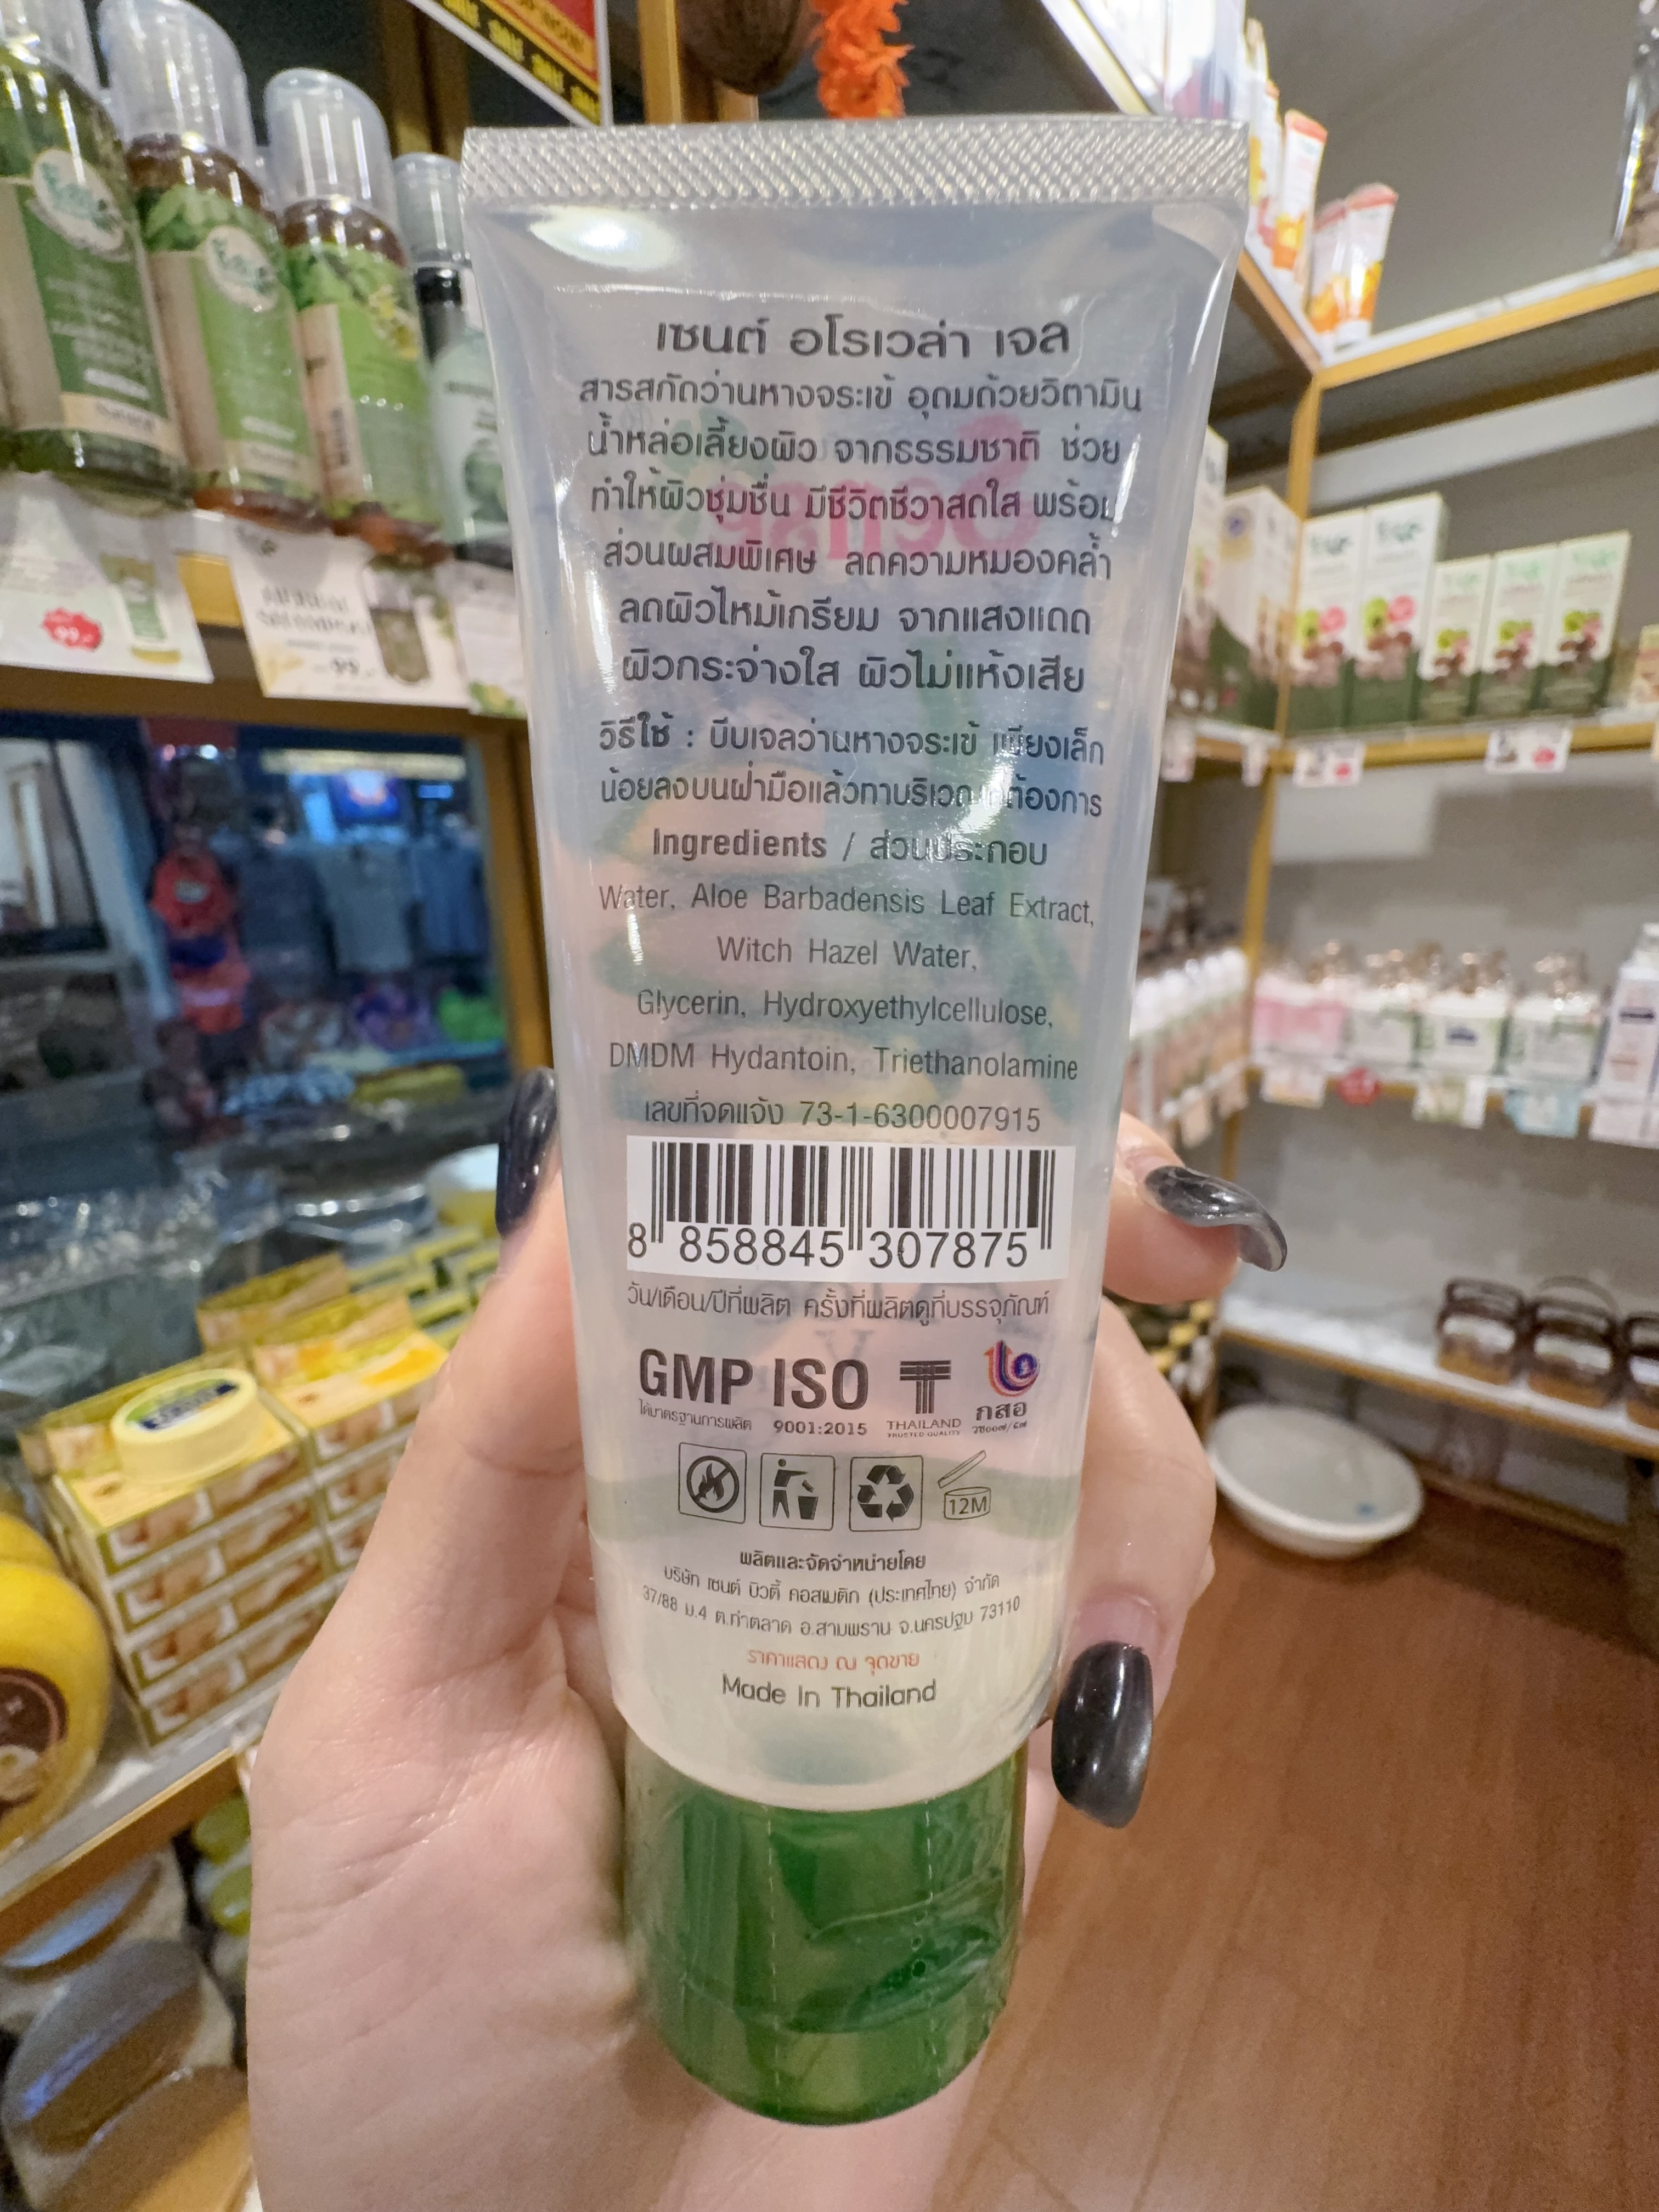 เซนต์ อโรเวล่า เจล
สารสกัดว่านหางจระเข้ อุดมด้วยวิตามิน
น้ำหล่อเลี้ยงผิว จากธรรมชาติ ช่วย
ทำให้ผิวชุ่มชื่น มีชีวิตชีวาสดใส พร้อม
ส่วนผสมพิเศษ ลดความหมองคล้ำ
ลดผิวไหม้เกรียม จากแสงแดด
ผิวกระจ่างใส ผิวไม่แห้งเสีย
วิธีใช้ : บีบเจลว่านหางจระเข้ เพียงเล็ก
น้อยลงบนฝ่ามือแล้วทาบริเวณที่ต้องการ
Ingredients / ส่วนประกอบ
Water, Aloe Barbadensis Leaf Extract,
Witch Hazel Water,
Glycerin, Hydroxyethylcellulose,
DMDM Hydantoin, Triethanolamine
เลขที่จดแจ้ง 73-1-6300007915
8 858845 307875
วัน/เดือน/ปีที่ผลิต ครั้งที่ผลิตดูที่บรรจุภัณฑ์
GMP ISO T
ได้มาตรฐานการผลิต 9001:2015 THAILAND กสอ
TRUSTED QUALITY
12M
ผลิตและจัดจำหน่ายโดย
บริษัท เซนต์ บิวตี้ คอสเมติก (ประเทศไทย) จำกัด
37/88 ม.4 ต.ท่าตลาด อ.สามพราน จ.นครปฐม 73110
ราคาแสดง ณ จุดขาย
Made In Thailand